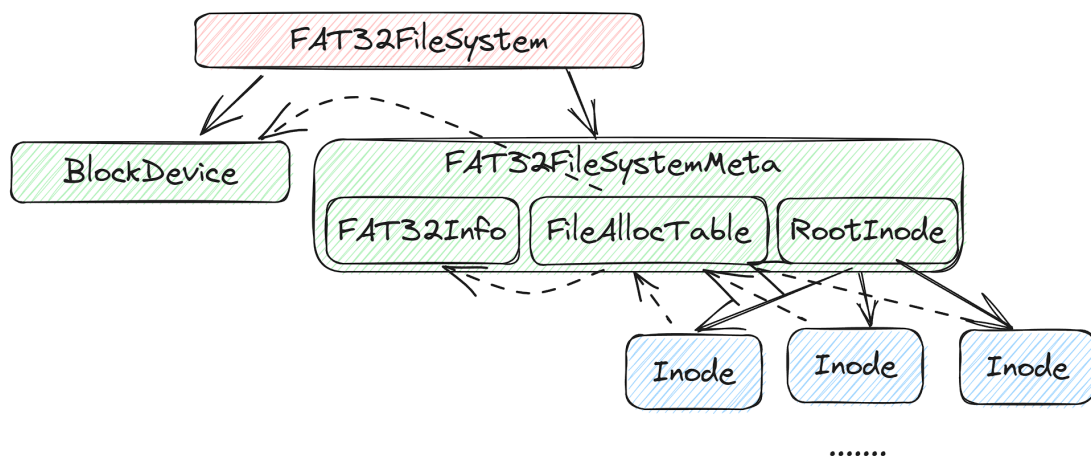 FAT32FileSystem
BlockDevice
FAT32FileSystemMeta
FAT32Info
FileAllocTable
RootInode
Inode
Inode
Inode
.......